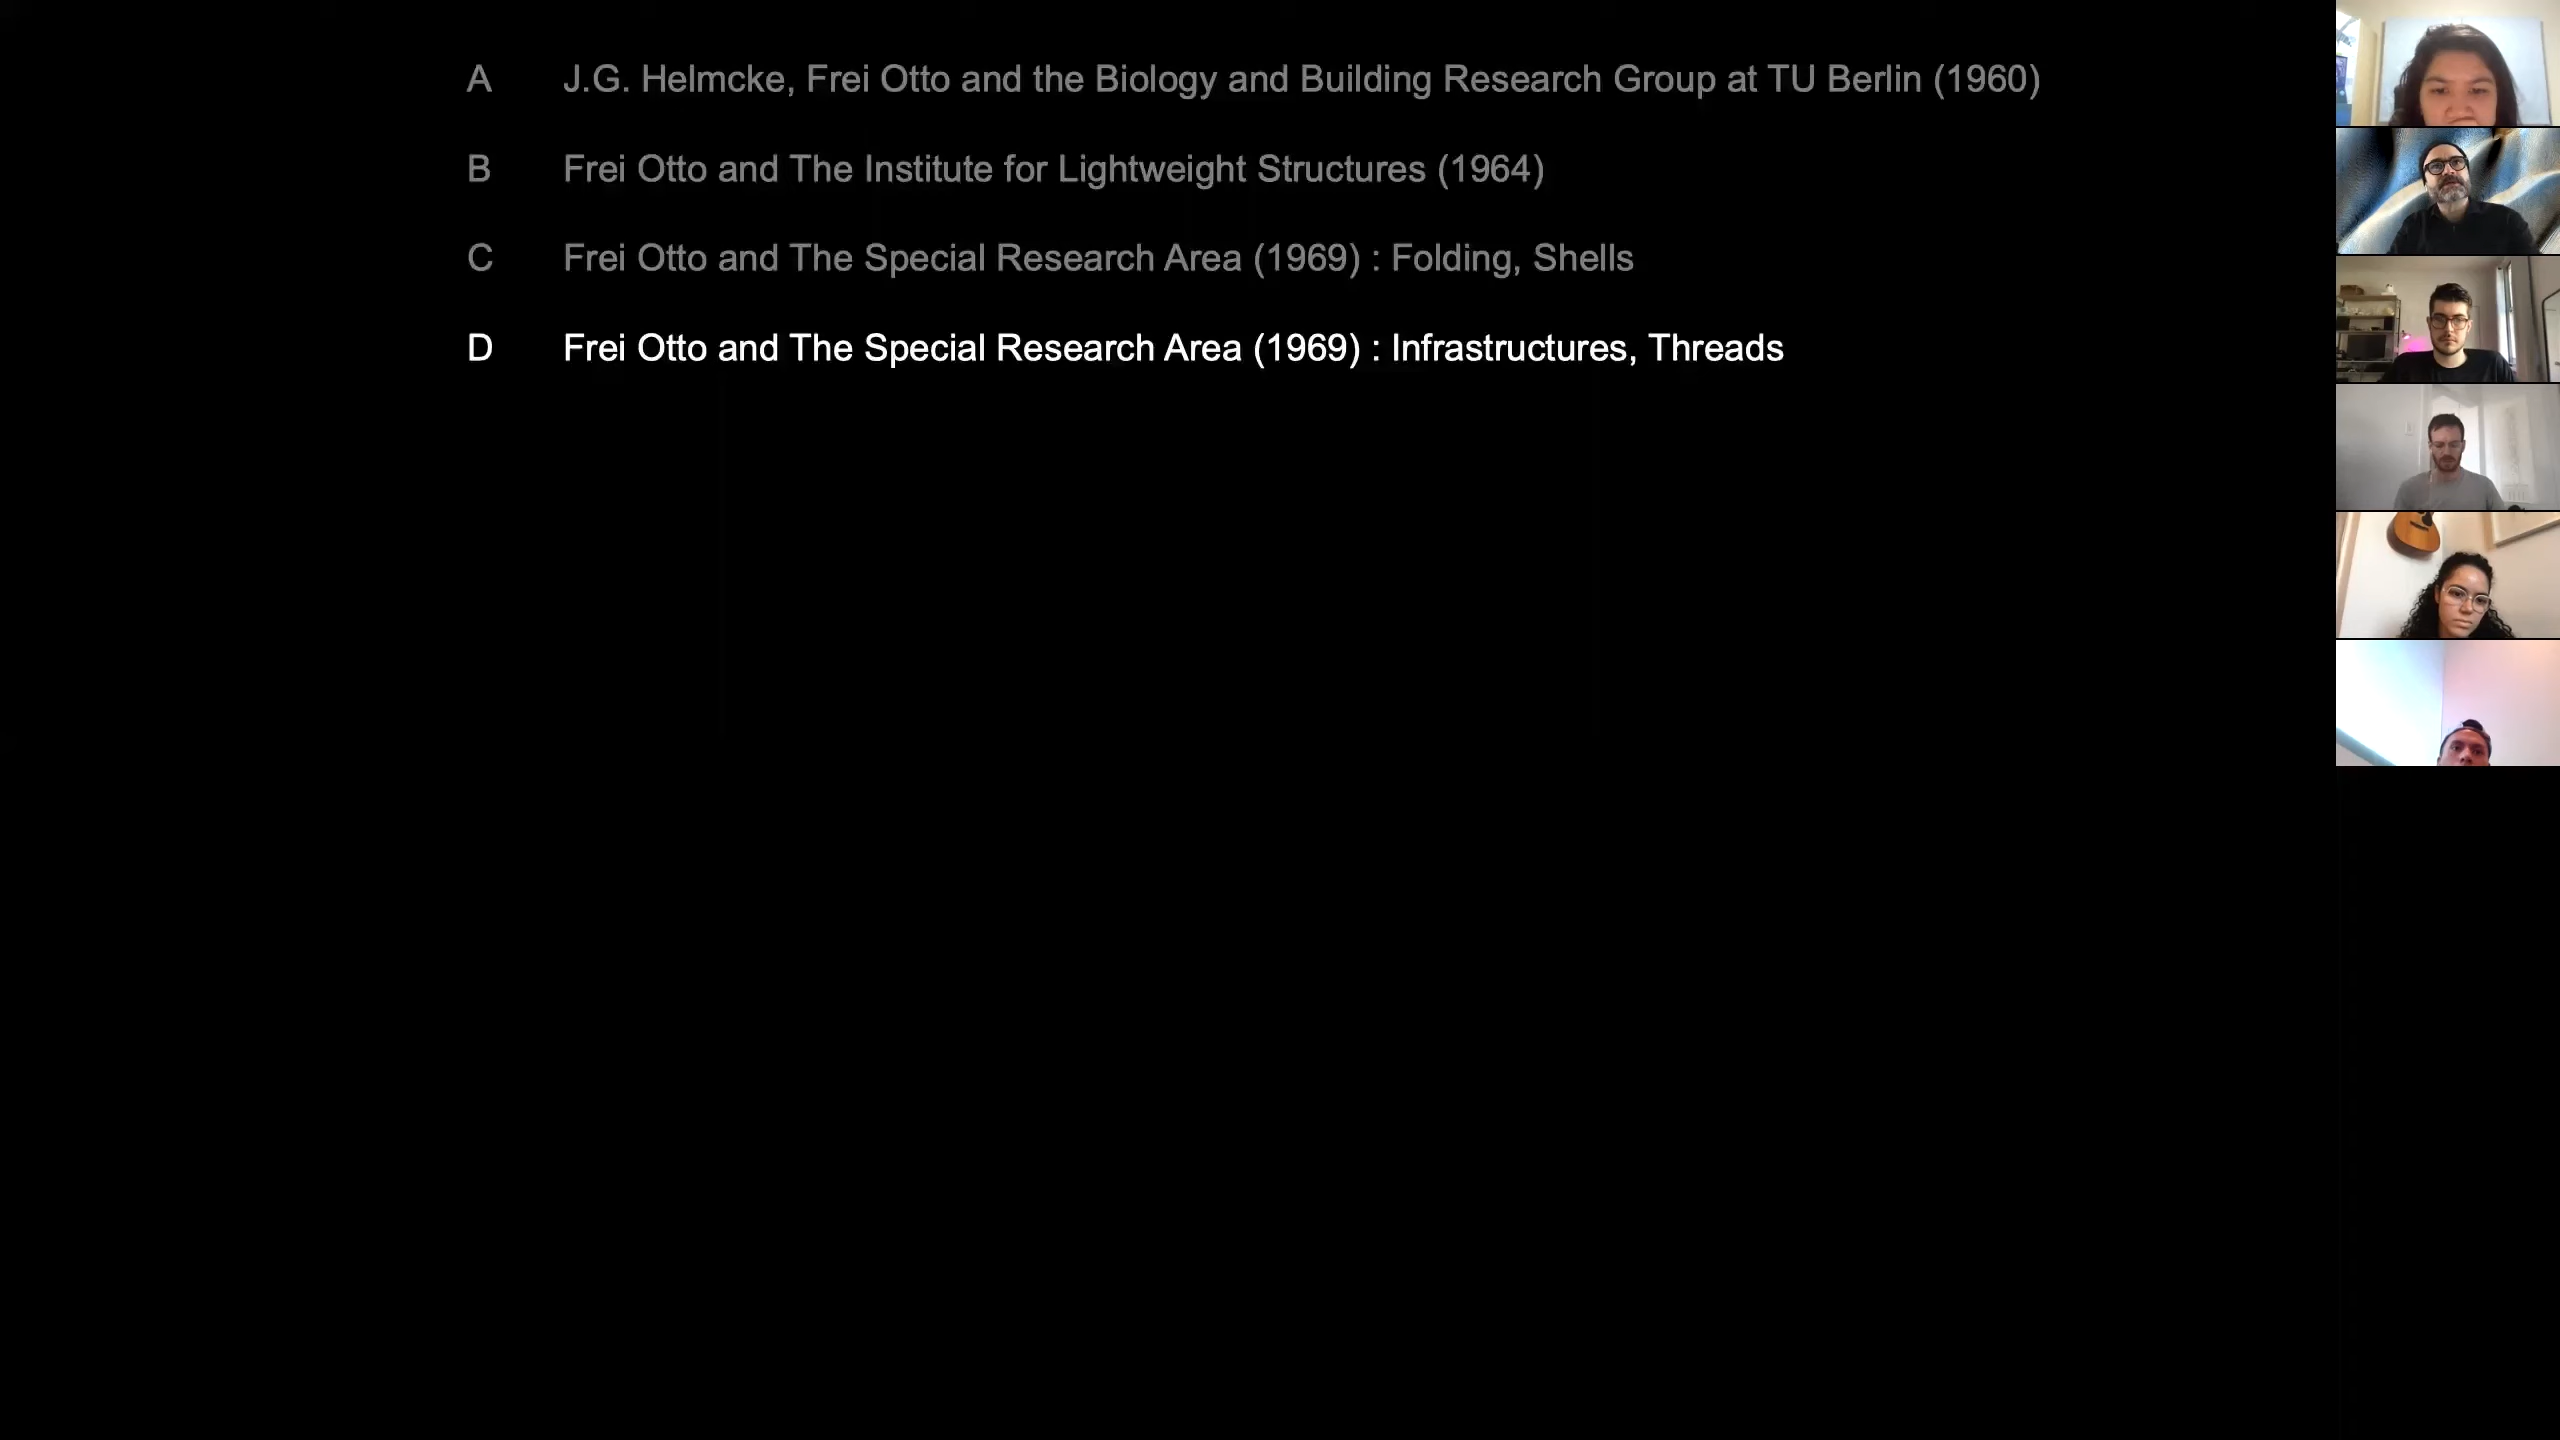 A J.G. Helmcke, Frei Otto and the Biology and Building Research Group at TU Berlin (1960)
B Frei Otto and The Institute for Lightweight Structures (1964)
C Frei Otto and The Special Research Area (1969) : Folding, Shells
D Frei Otto and The Special Research Area (1969) : Infrastructures, Threads